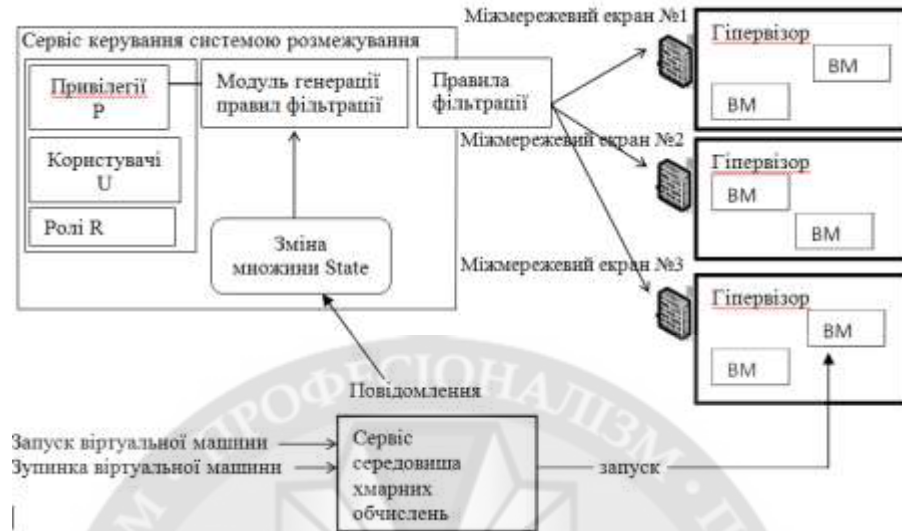 Сервіс керування системою розмежування
Привілегії
P
Користувачі
U
Ролі R
Модуль генерації
правил фільтрації
Зміна
множини State
Правила
фільтрації
Міжмережевий екран №1
Гіпервізор
ВМ
ВМ
Міжмережевий екран №2
Гіпервізор
ВМ
ВМ
Міжмережевий екран №3
Гіпервізор
ВМ
ВМ
Повідомлення
Запуск віртуальної машини
Зупинка віртуальної машини
Сервіс
середовища
хмарних
обчислень
запуск
ПРОФЕСІОНАЛІЗМ